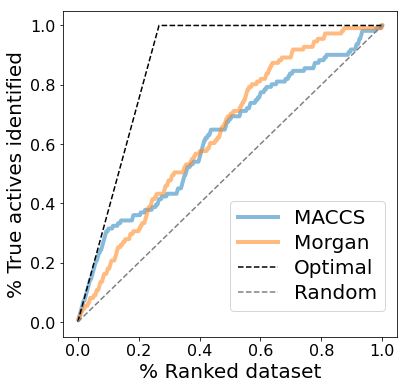 % True actives identified
1.0
0.8
0.6
0.4
0.2
0.0
MACCS
Morgan
Optimal
Random
0.0 0.2 0.4 0.6 0.8 1.0
% Ranked dataset